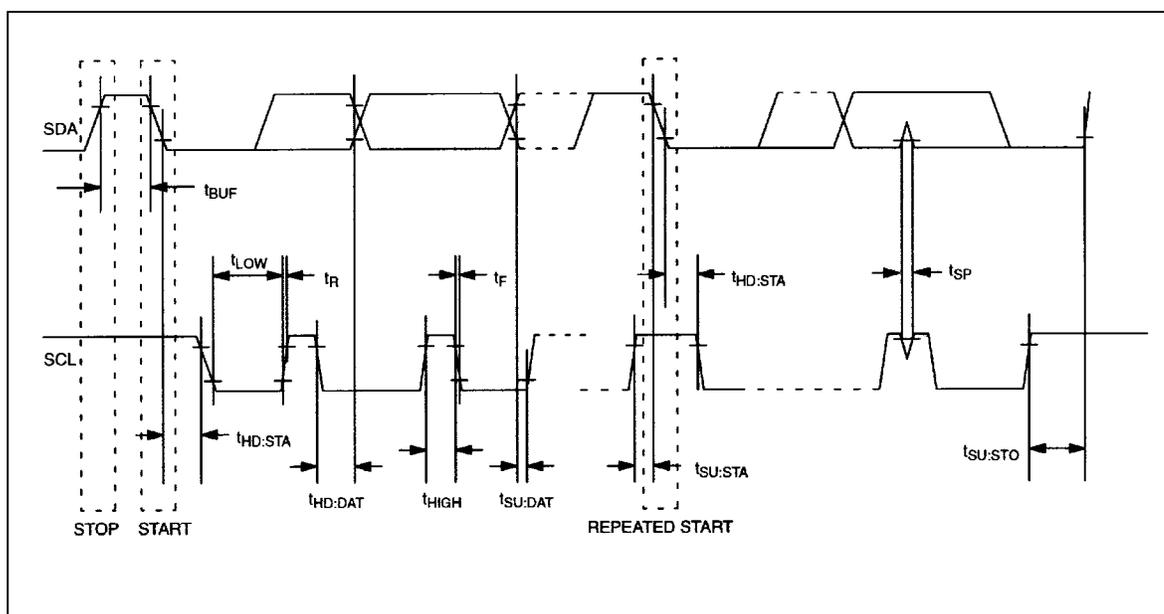 SDA
tBUF
tLOW
tR
tF
tHD:STA
tSP
SCL
tHD:STA
tHD:DAT
tHIGH
tSU:DAT
tSU:STA
tSU:STO
STOP
START
REPEATED START